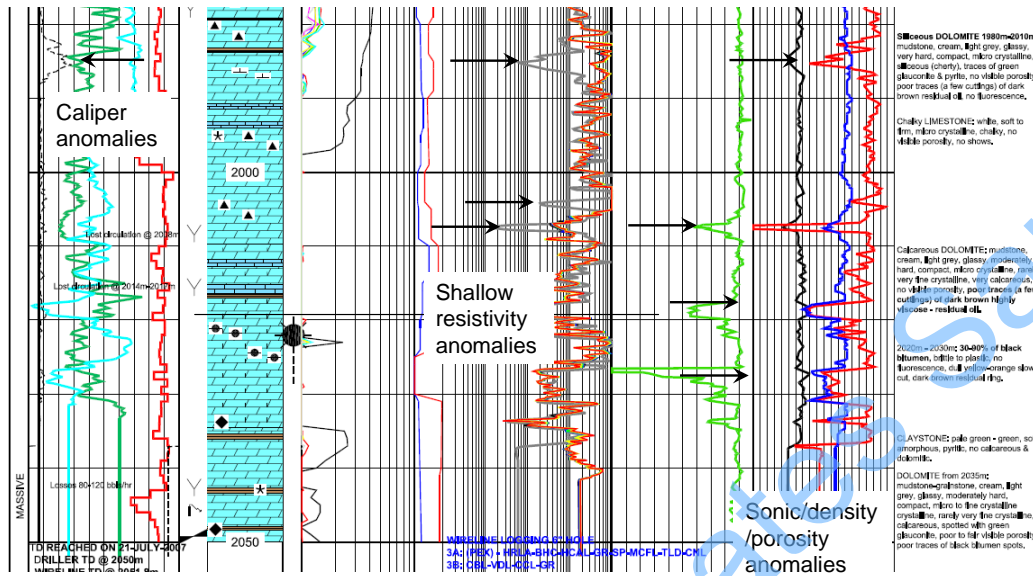 Caliper
anomalies
Lost circulation @ 2008m
Lost circulation @ 2014m-2017m
Losses 80-120 bbls/hr
MASSIVE
TD REACHED ON 21-JULY-2007
DRILLER TD @ 2050m
WIRELINE TD @ 2051.8m
2000
2050
Shallow
resistivity
anomalies
WIRELINE LOGGING 6" HOLE
3A: (PEX) - HRLA-BHC-HCAL-GR-SP-MCFL-TLD-CNL
3B: CBL-VDL-CCL-GR
Sonic/density
/porosity
anomalies
Siliceous DOLOMITE 1980m-2010m
mudstone, cream, light grey, glassy,
very hard, compact, micro crystalline,
siliceous (cherty), traces of green
glauconite & pyrite, no visible porosity
poor traces (a few cuttings) of dark
brown residual oil, no fluorescence.
Chalky LIMESTONE: white, soft to
firm, micro crystalline, chalky, no
visible porosity, no shows.
Calcareous DOLOMITE: mudstone,
cream, light grey, glassy, moderately
hard, compact, micro crystalline, rare
very fine crystalline, very calcareous,
no visible porosity, poor traces (a few
cuttings) of dark brown highly
viscose - residual oil.
2020m - 2030m: 30-90% of black
bitumen, brittle to plastic, no
fluorescence, dull yellow-orange slow
cut, dark brown residual ring.
CLAYSTONE: pale green - green, so
amorphous, pyritic, no calcareous &
dolomitic.
DOLOMITE from 2035m:
mudstone-grainstone, cream, light
grey, glassy, moderately hard,
compact, micro to fine crystalline
crystalline, rarely very fine crystalline,
calcareous, spotted with green
glauconite, poor to fair visible porosity
poor traces of black bitumen spots,